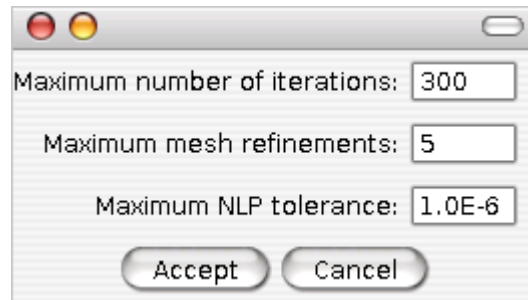 Maximum number of iterations: 300
Maximum mesh refinements: 5
Maximum NLP tolerance: 1.0E-6
Accept Cancel